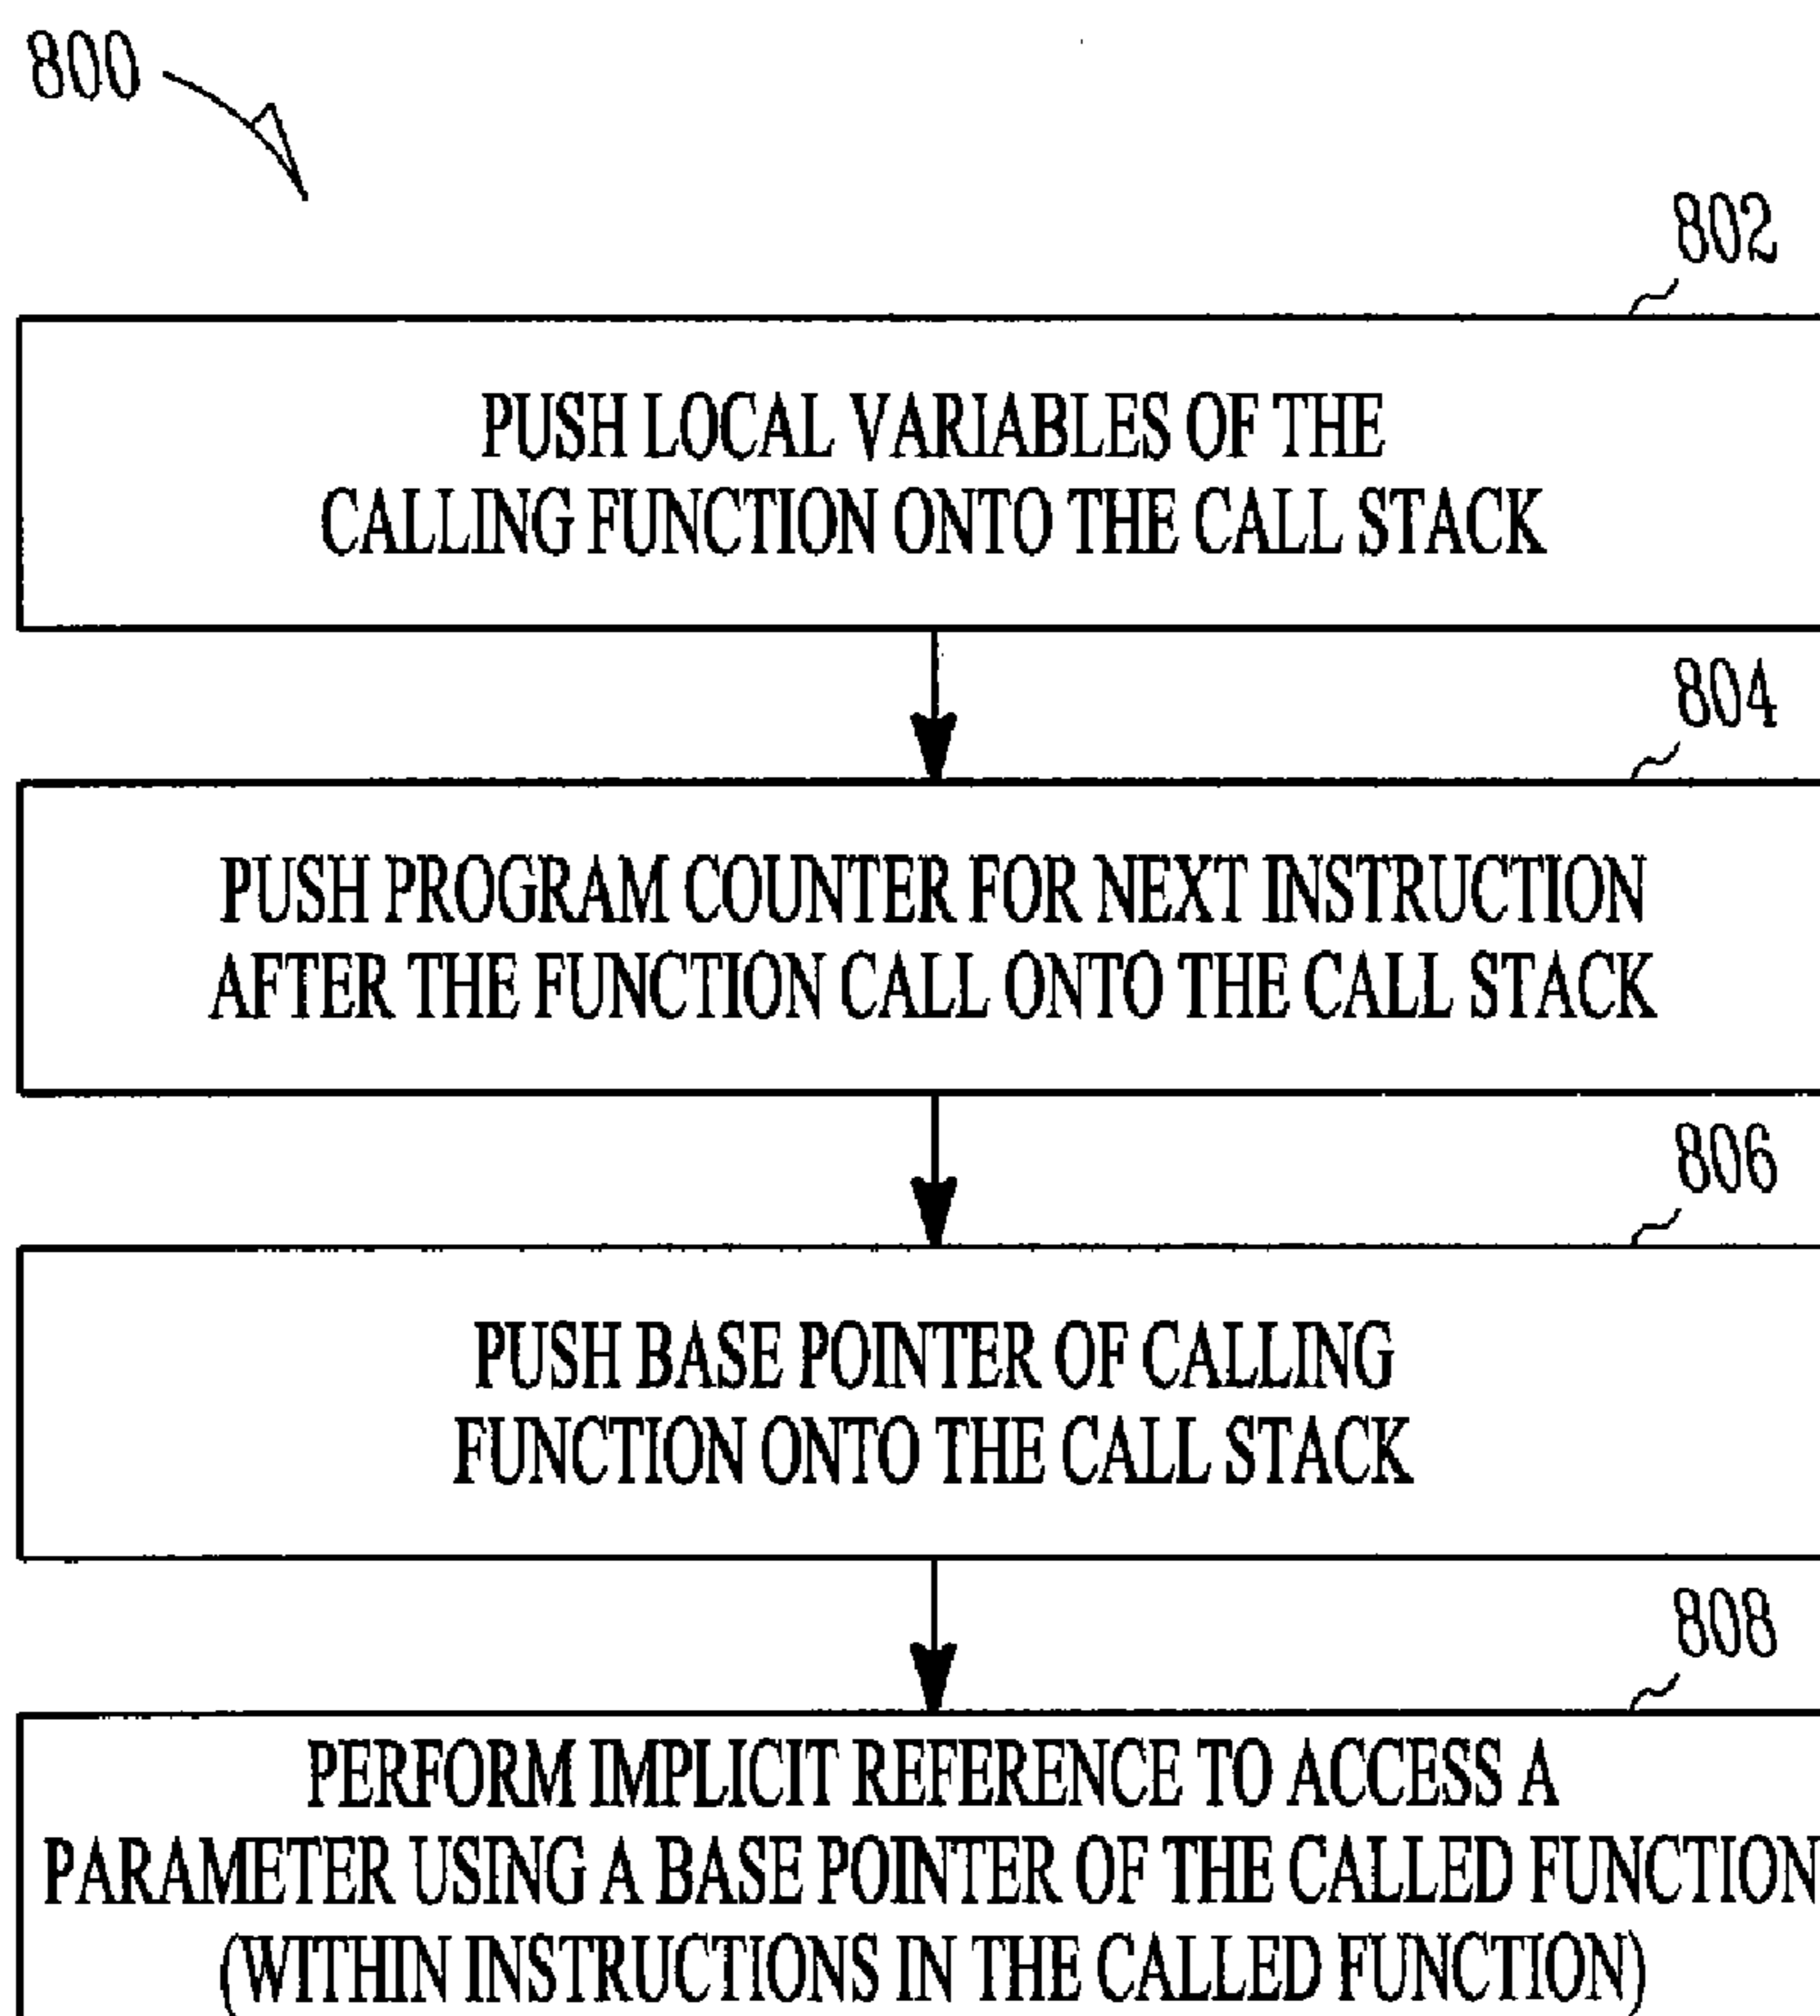 800
802
PUSH LOCAL VARIABLES OF THE
CALLING FUNCTION ONTO THE CALL STACK
804
PUSH PROGRAM COUNTER FOR NEXT INSTRUCTION
AFTER THE FUNCTION CALL ONTO THE CALL STACK
806
PUSH BASE POINTER OF CALLING
FUNCTION ONTO THE CALL STACK
808
PERFORM IMPLICIT REFERENCE TO ACCESS A
PARAMETER USING A BASE POINTER OF THE CALLED FUNCTION
(WITHIN INSTRUCTIONS IN THE CALLED FUNCTION)